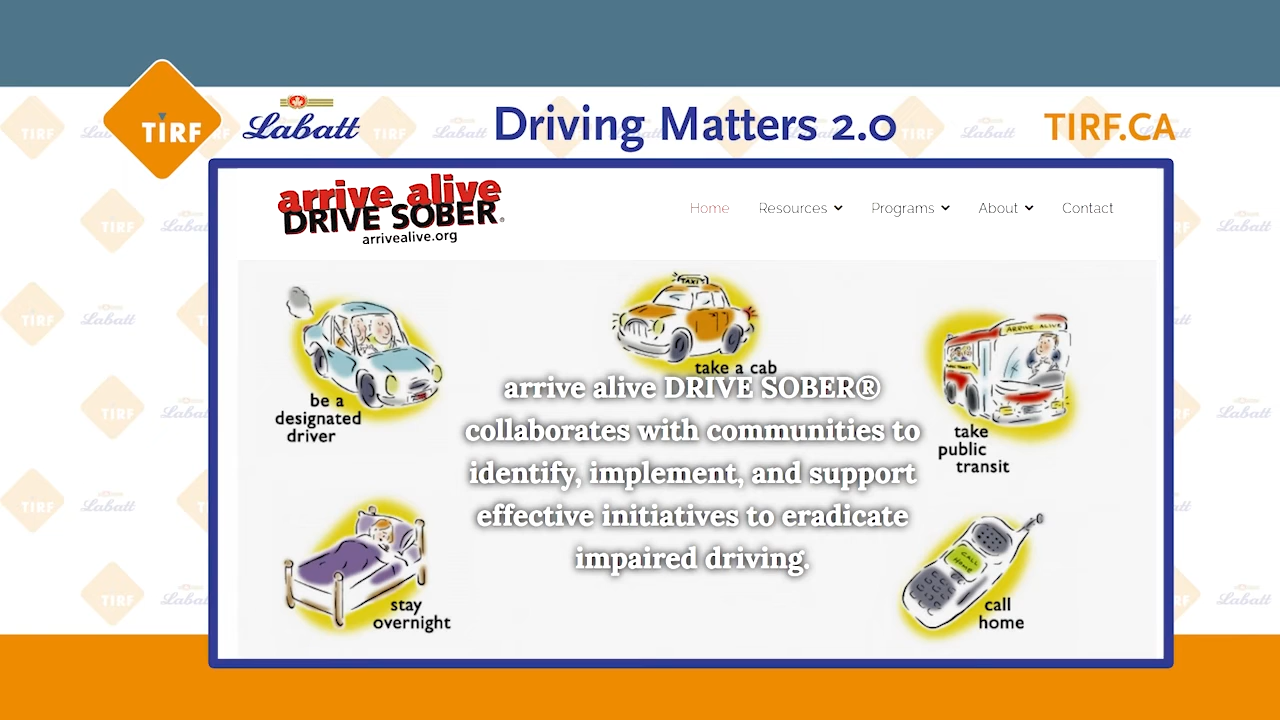 TIRF
Labatt
Driving Matters 2.0
TIRF.CA
arrive alive
DRIVE SOBER®
arrivealive.org
Home
Resources
Programs
About
Contact
TAXI
take a cab
ARRIVE ALIVE
be a
designated
driver
take
public
transit
arrive alive DRIVE SOBER®
collaborates with communities to
identify, implement, and support
effective initiatives to eradicate
impaired driving.
stay
overnight
CALL
HOME
call
home